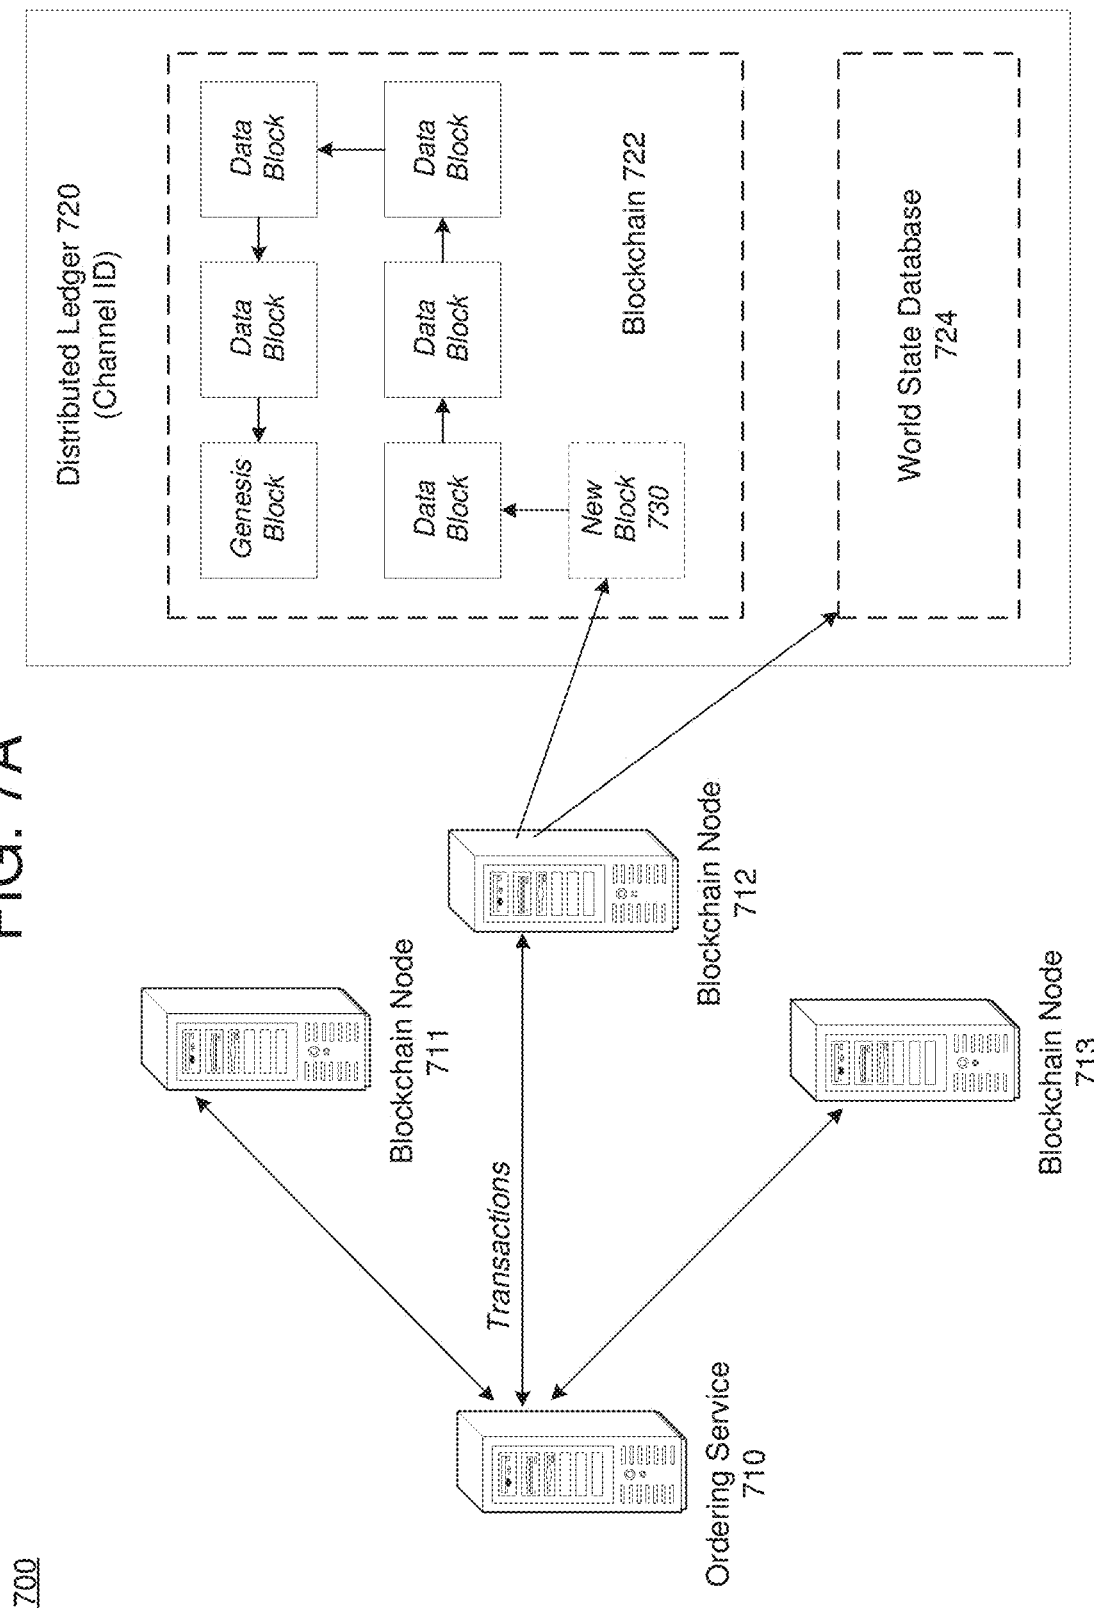 700
FIG. 7A
Distributed Ledger 720
(Channel ID)
Genesis
Block
Data
Block
Data
Block
Data
Block
Data
Block
Data
Block
New
Block
730
Blockchain 722
World State Database
724
Blockchain Node
711
Transactions
Blockchain Node
712
Ordering Service
710
Blockchain Node
713